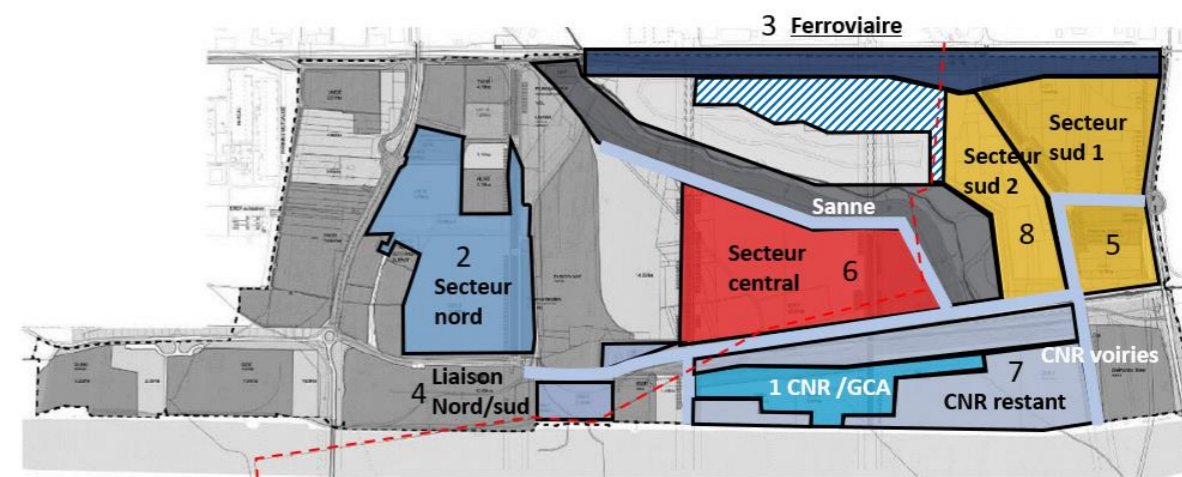 3 Ferroviaire
Secteur
sud 1
Secteur
sud 2
Sanne
2
Secteur
nord
Secteur
central
6
8
5
4
Liaison
Nord/sud
1 CNR /GCA
7
CNR voiries
CNR restant